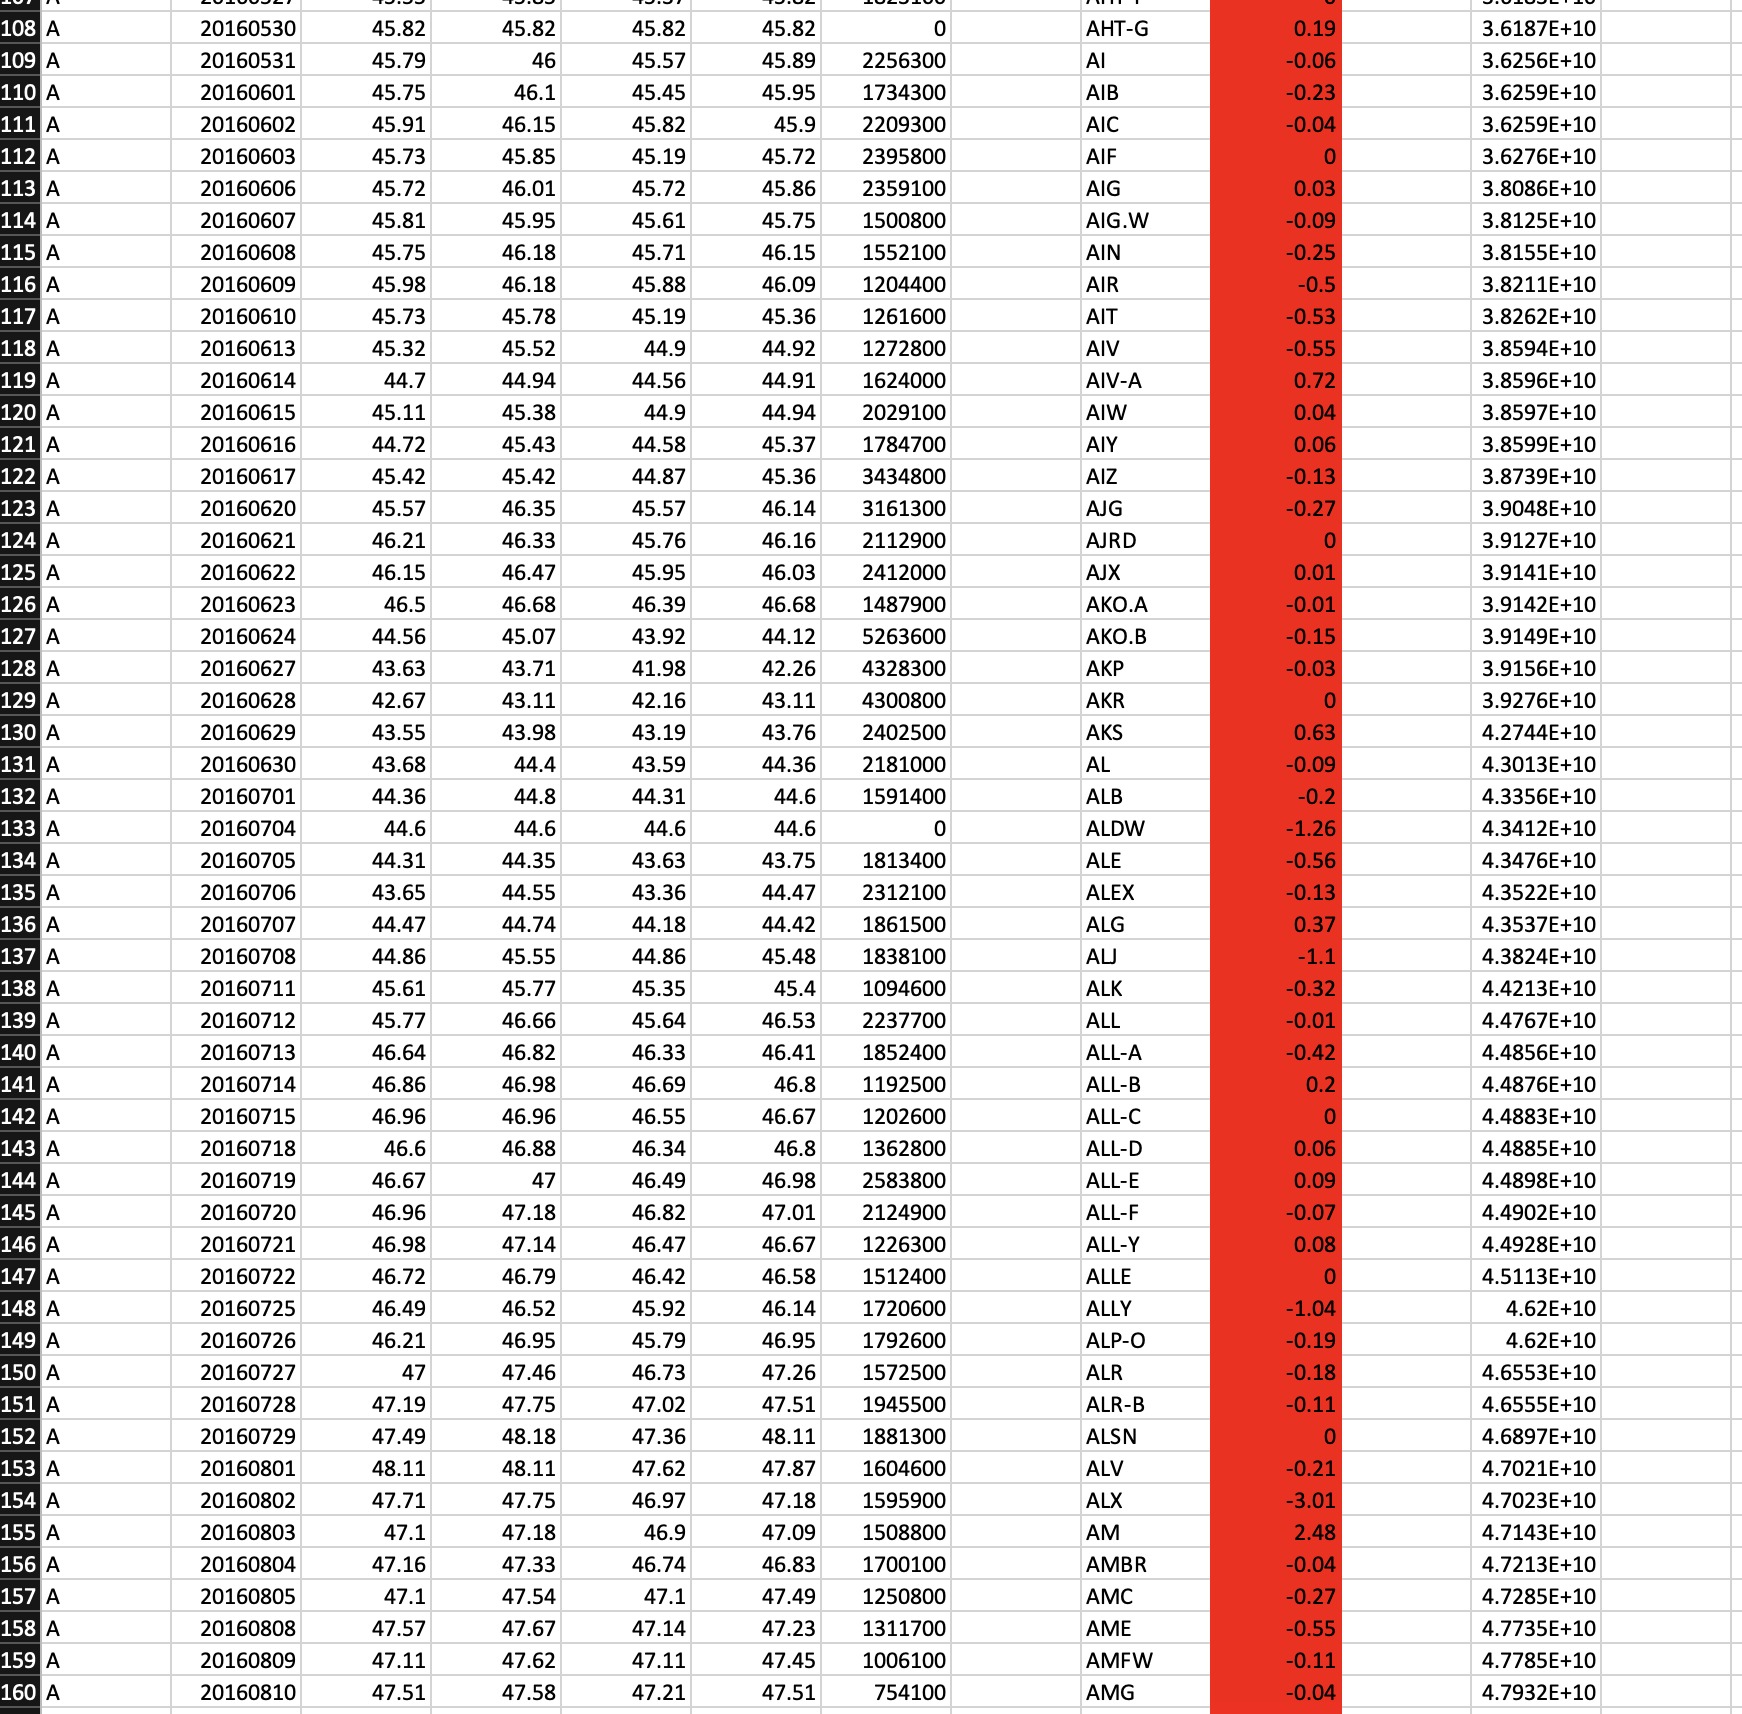 108 A 20160530 45.82 45.82 45.82 45.82 0 AHT-G 0.19 3.6187E+10
109 A 20160531 45.79 46 45.57 45.89 2256300 AI -0.06 3.6256E+10
110 A 20160601 45.75 46.1 45.45 45.95 1734300 AIB -0.23 3.6259E+10
111 A 20160602 45.91 46.15 45.82 45.9 2209300 AIC -0.04 3.6259E+10
112 A 20160603 45.73 45.85 45.19 45.72 2395800 AIF 0 3.6276E+10
113 A 20160606 45.72 46.01 45.72 45.86 2359100 AIG 0.03 3.8086E+10
114 A 20160607 45.81 45.95 45.61 45.75 1500800 AIG.W -0.09 3.8125E+10
115 A 20160608 45.75 46.18 45.71 46.15 1552100 AIN -0.25 3.8155E+10
116 A 20160609 45.98 46.18 45.88 46.09 1204400 AIR -0.5 3.8211E+10
117 A 20160610 45.73 45.78 45.19 45.36 1261600 AIT -0.53 3.8262E+10
118 A 20160613 45.32 45.52 44.9 44.92 1272800 AIV -0.55 3.8594E+10
119 A 20160614 44.7 44.94 44.56 44.91 1624000 AIV-A 0.72 3.8596E+10
120 A 20160615 45.11 45.38 44.9 44.94 2029100 AIW 0.04 3.8597E+10
121 A 20160616 44.72 45.43 44.58 45.37 1784700 AIY 0.06 3.8599E+10
122 A 20160617 45.42 45.42 44.87 45.36 3434800 AIZ -0.13 3.8739E+10
123 A 20160620 45.57 46.35 45.57 46.14 3161300 AJG -0.27 3.9048E+10
124 A 20160621 46.21 46.33 45.76 46.16 2112900 AJRD 0 3.9127E+10
125 A 20160622 46.15 46.47 45.95 46.03 2412000 AJX 0.01 3.9141E+10
126 A 20160623 46.5 46.68 46.39 46.68 1487900 AKO.A -0.01 3.9142E+10
127 A 20160624 44.56 45.07 43.92 44.12 5263600 AKO.B -0.15 3.9149E+10
128 A 20160627 43.63 43.71 41.98 42.26 4328300 AKP -0.03 3.9156E+10
129 A 20160628 42.67 43.11 42.16 43.11 4300800 AKR 0 3.9276E+10
130 A 20160629 43.55 43.98 43.19 43.76 2402500 AKS 0.63 4.2744E+10
131 A 20160630 43.68 44.4 43.59 44.36 2181000 AL -0.09 4.3013E+10
132 A 20160701 44.36 44.8 44.31 44.6 1591400 ALB -0.2 4.3356E+10
133 A 20160704 44.6 44.6 44.6 44.6 0 ALDW -1.26 4.3412E+10
134 A 20160705 44.31 44.35 43.63 43.75 1813400 ALE -0.56 4.3476E+10
135 A 20160706 43.65 44.55 43.36 44.47 2312100 ALEX -0.13 4.3522E+10
136 A 20160707 44.47 44.74 44.18 44.42 1861500 ALG 0.37 4.3537E+10
137 A 20160708 44.86 45.55 44.86 45.48 1838100 ALJ -1.1 4.3824E+10
138 A 20160711 45.61 45.77 45.35 45.4 1094600 ALK -0.32 4.4213E+10
139 A 20160712 45.77 46.66 45.64 46.53 2237700 ALL -0.01 4.4767E+10
140 A 20160713 46.64 46.82 46.33 46.41 1852400 ALL-A -0.42 4.4856E+10
141 A 20160714 46.86 46.98 46.69 46.8 1192500 ALL-B 0.2 4.4876E+10
142 A 20160715 46.96 46.96 46.55 46.67 1202600 ALL-C 0 4.4883E+10
143 A 20160718 46.6 46.88 46.34 46.8 1362800 ALL-D 0.06 4.4885E+10
144 A 20160719 46.67 47 46.49 46.98 2583800 ALL-E 0.09 4.4898E+10
145 A 20160720 46.96 47.18 46.82 47.01 2124900 ALL-F -0.07 4.4902E+10
146 A 20160721 46.98 47.14 46.47 46.67 1226300 ALL-Y 0.08 4.4928E+10
147 A 20160722 46.72 46.79 46.42 46.58 1512400 ALLE 0 4.5113E+10
148 A 20160725 46.49 46.52 45.92 46.14 1720600 ALLY -1.04 4.62E+10
149 A 20160726 46.21 46.95 45.79 46.95 1792600 ALP-O -0.19 4.62E+10
150 A 20160727 47 47.46 46.73 47.26 1572500 ALR -0.18 4.6553E+10
151 A 20160728 47.19 47.75 47.02 47.51 1945500 ALR-B -0.11 4.6555E+10
152 A 20160729 47.49 48.18 47.36 48.11 1881300 ALSN 0 4.6897E+10
153 A 20160801 48.11 48.11 47.62 47.87 1604600 ALV -0.21 4.7021E+10
154 A 20160802 47.71 47.75 46.97 47.18 1595900 ALX -3.01 4.7023E+10
155 A 20160803 47.1 47.18 46.9 47.09 1508800 AM 2.48 4.7143E+10
156 A 20160804 47.16 47.33 46.74 46.83 1700100 AMBR -0.04 4.7213E+10
157 A 20160805 47.1 47.54 47.1 47.49 1250800 AMC -0.27 4.7285E+10
158 A 20160808 47.57 47.67 47.14 47.23 1311700 AME -0.55 4.7735E+10
159 A 20160809 47.11 47.62 47.11 47.45 1006100 AMFW -0.11 4.7785E+10
160 A 20160810 47.51 47.58 47.21 47.51 754100 AMG -0.04 4.7932E+10